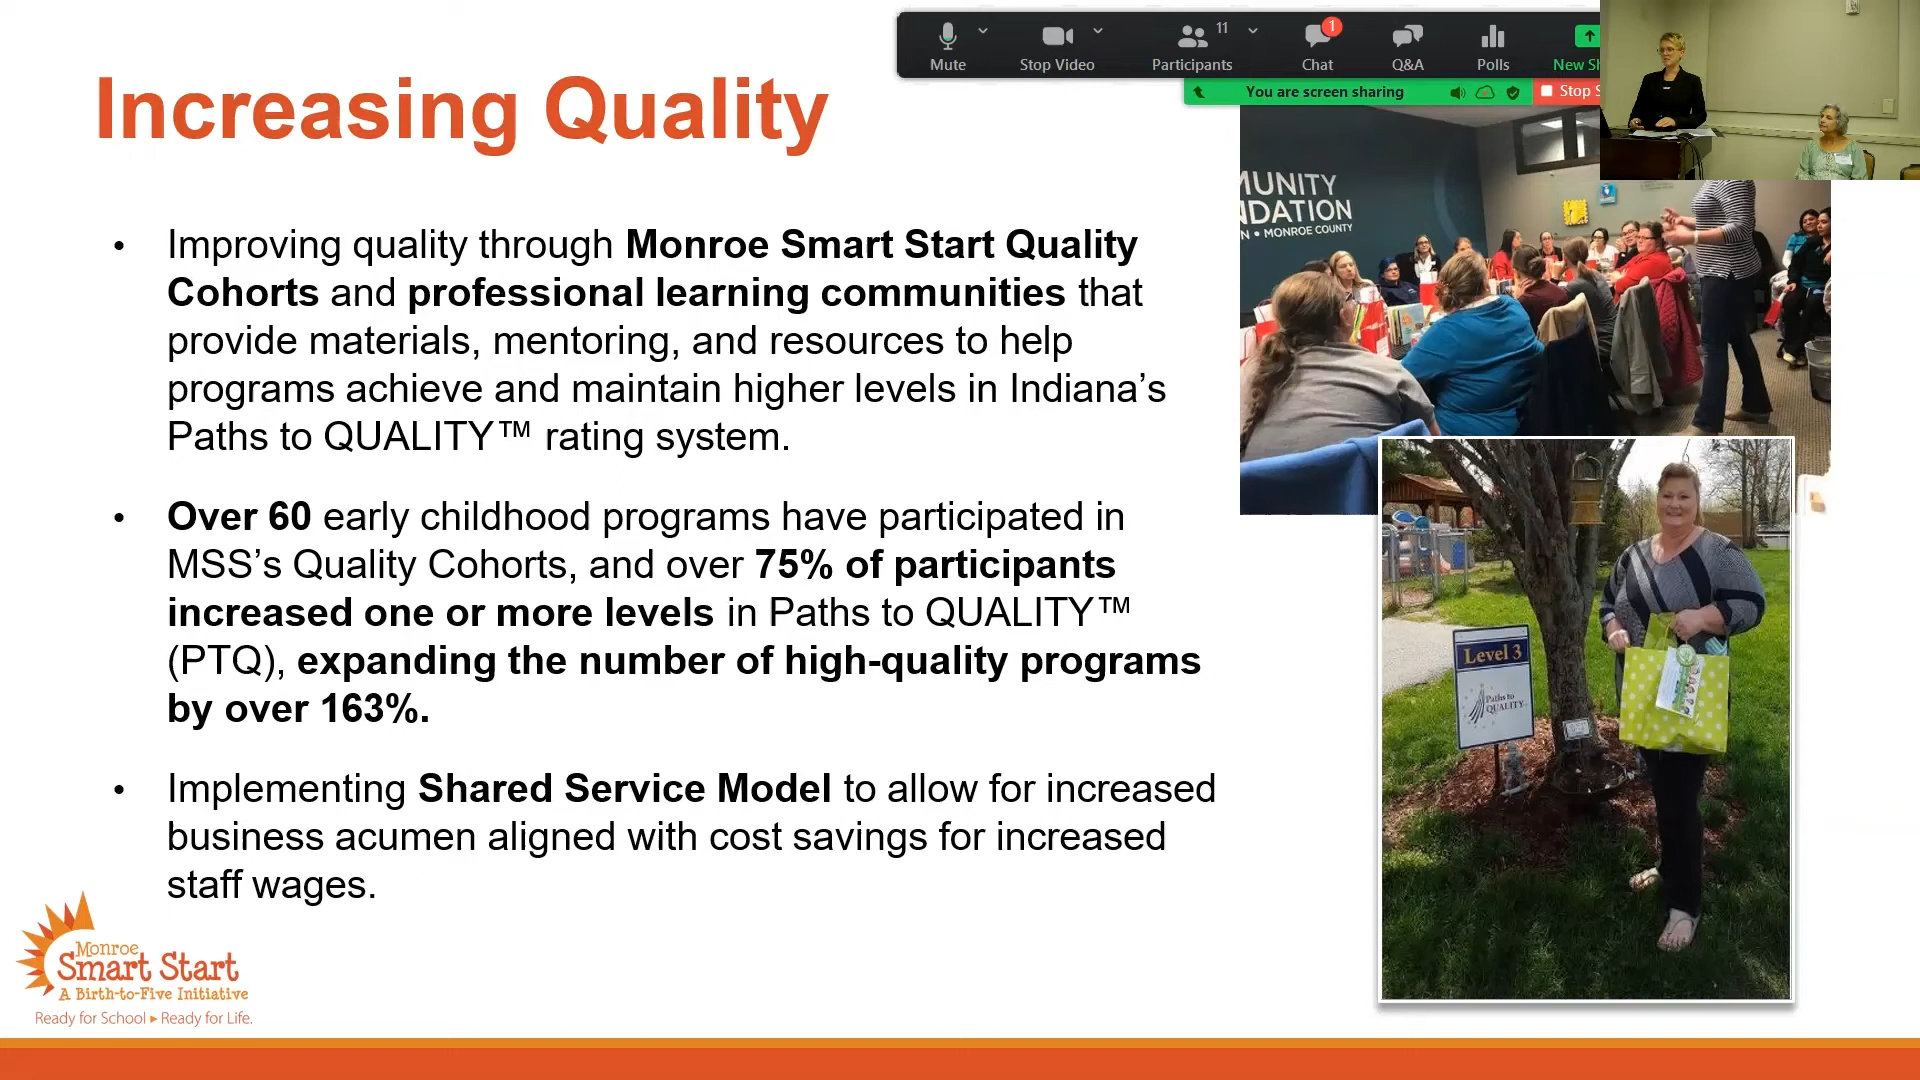 Mute
Stop Video
11
Participants
1
Chat
Q&A
Polls
New
You are screen sharing
Stop
Increasing Quality
• Improving quality through Monroe Smart Start Quality
Cohorts and professional learning communities that
provide materials, mentoring, and resources to help
programs achieve and maintain higher levels in Indiana’s
Paths to QUALITY™ rating system.
• Over 60 early childhood programs have participated in
MSS’s Quality Cohorts, and over 75% of participants
increased one or more levels in Paths to QUALITY™
(PTQ), expanding the number of high-quality programs
by over 163%.
• Implementing Shared Service Model to allow for increased
business acumen aligned with cost savings for increased
staff wages.
MUNITY
NDATION
N • MONROE COUNTY
Level 3
Paths to
QUALITY
Monroe
Smart Start
A Birth-to-Five Initiative
Ready for School ▸ Ready for Life.